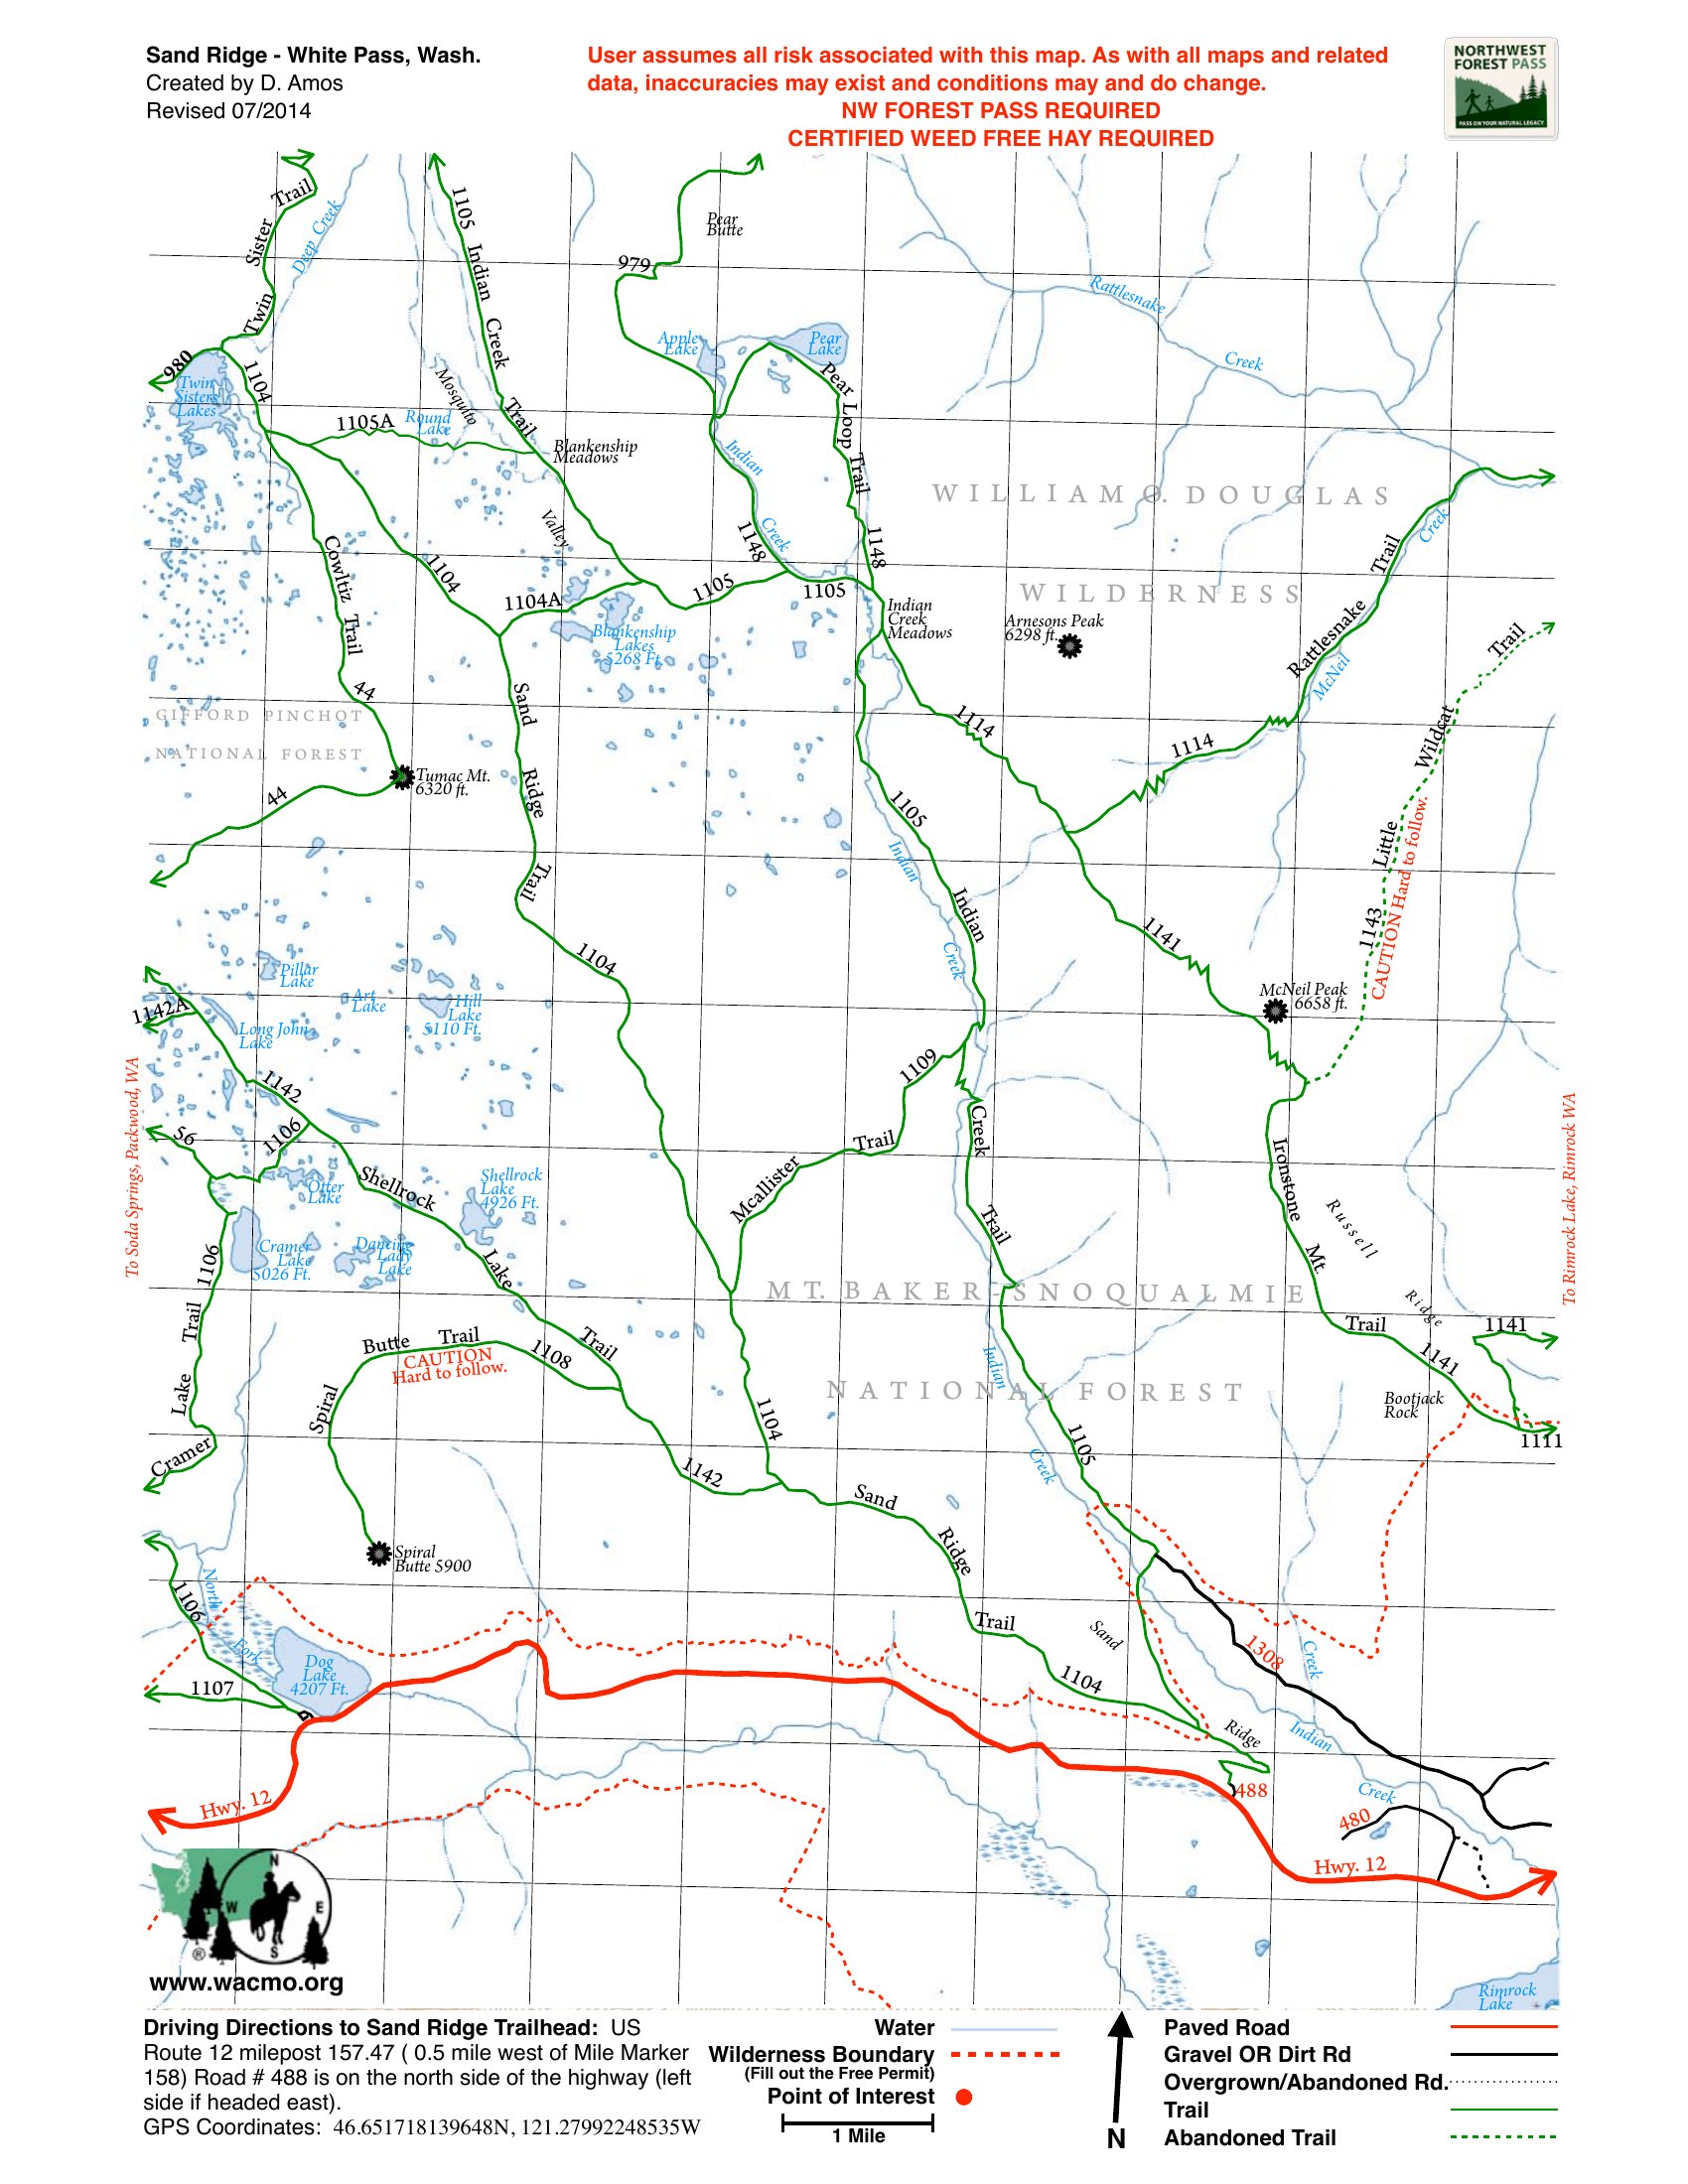 Sand Ridge - White Pass, Wash.
Created by D. Amos
Revised 07/2014
User assumes all risk associated with this map. As with all maps and related
data, inaccuracies may exist and conditions may and do change.
NW FOREST PASS REQUIRED
CERTIFIED WEED FREE HAY REQUIRED
NORTHWEST
FOREST PASS
PASS ON YOUR NATURAL LEGACY
Twin Sister Trail
Deep Creek
1105 Indian Creek Trail
Pear
Butte
979
Rattlesnake
Creek
Apple
Lake
Pear
Lake
980
Twin
Sisters
Lakes
1104
1105A
Round
Lake
Mosquito
Valley
Blankenship
Meadows
Pear Loop Trail
Indian
Creek
1148
1148
WILLIAM O. DOUGLAS
WILDERNESS
Cowltiz Trail
44
1104
1104A
1105
1105
Blankenship
Lakes
5268 Ft.
Indian
Creek
Meadows
Arnesons Peak
6298 ft.
Rattlesnake Trail
McNeil
Creek
1143 Little Wildcat Trail
CAUTION Hard to follow.
GIFFORD PINCHOT
NATIONAL FOREST
Tumac Mt.
6320 ft.
44
Sand Ridge Trail
1114
1114
1105
Indian
Creek
Indian
Creek
Trail
1104
1141
McNeil Peak
6658 ft.
Pillar
Lake
Art
Lake
Hill
Lake
5110 Ft.
1142A
Long John
Lake
1142
56
1106
1109
Mcallister Trail
Otter
Lake
Shellrock
Lake
4926 Ft.
Shellrock Lake Trail
Cramer
Lake
5026 Ft.
Dancing
Lady
Lake
To Soda Springs, Packwood, WA
To Rimrock Lake, Rimrock WA
Ironstone Mt. Trail
Russell
Ridge
MT. BAKER-SNOQUALMIE
NATIONAL FOREST
1106
Cramer Lake Trail
Spiral Butte Trail
CAUTION
Hard to follow.
1108
1104
1142
Indian
Creek
1105
1141
1141
Bootjack
Rock
1111
Spiral
Butte 5900
Sand Ridge Trail
North
Fork
1106
1107
Dog
Lake
4207 Ft.
1104
Sand
Ridge
1308
Creek
Indian
Creek
488
480
Hwy. 12
Hwy. 12
N
W
E
S
®
www.wacmo.org
Rimrock
Lake
Driving Directions to Sand Ridge Trailhead: US
Route 12 milepost 157.47 ( 0.5 mile west of Mile Marker
158) Road # 488 is on the north side of the highway (left
side if headed east).
GPS Coordinates: 46.651718139648N, 121.27992248535W
Water
Wilderness Boundary
(Fill out the Free Permit)
Point of Interest
1 Mile
N
Paved Road
Gravel OR Dirt Rd
Overgrown/Abandoned Rd.
Trail
Abandoned Trail